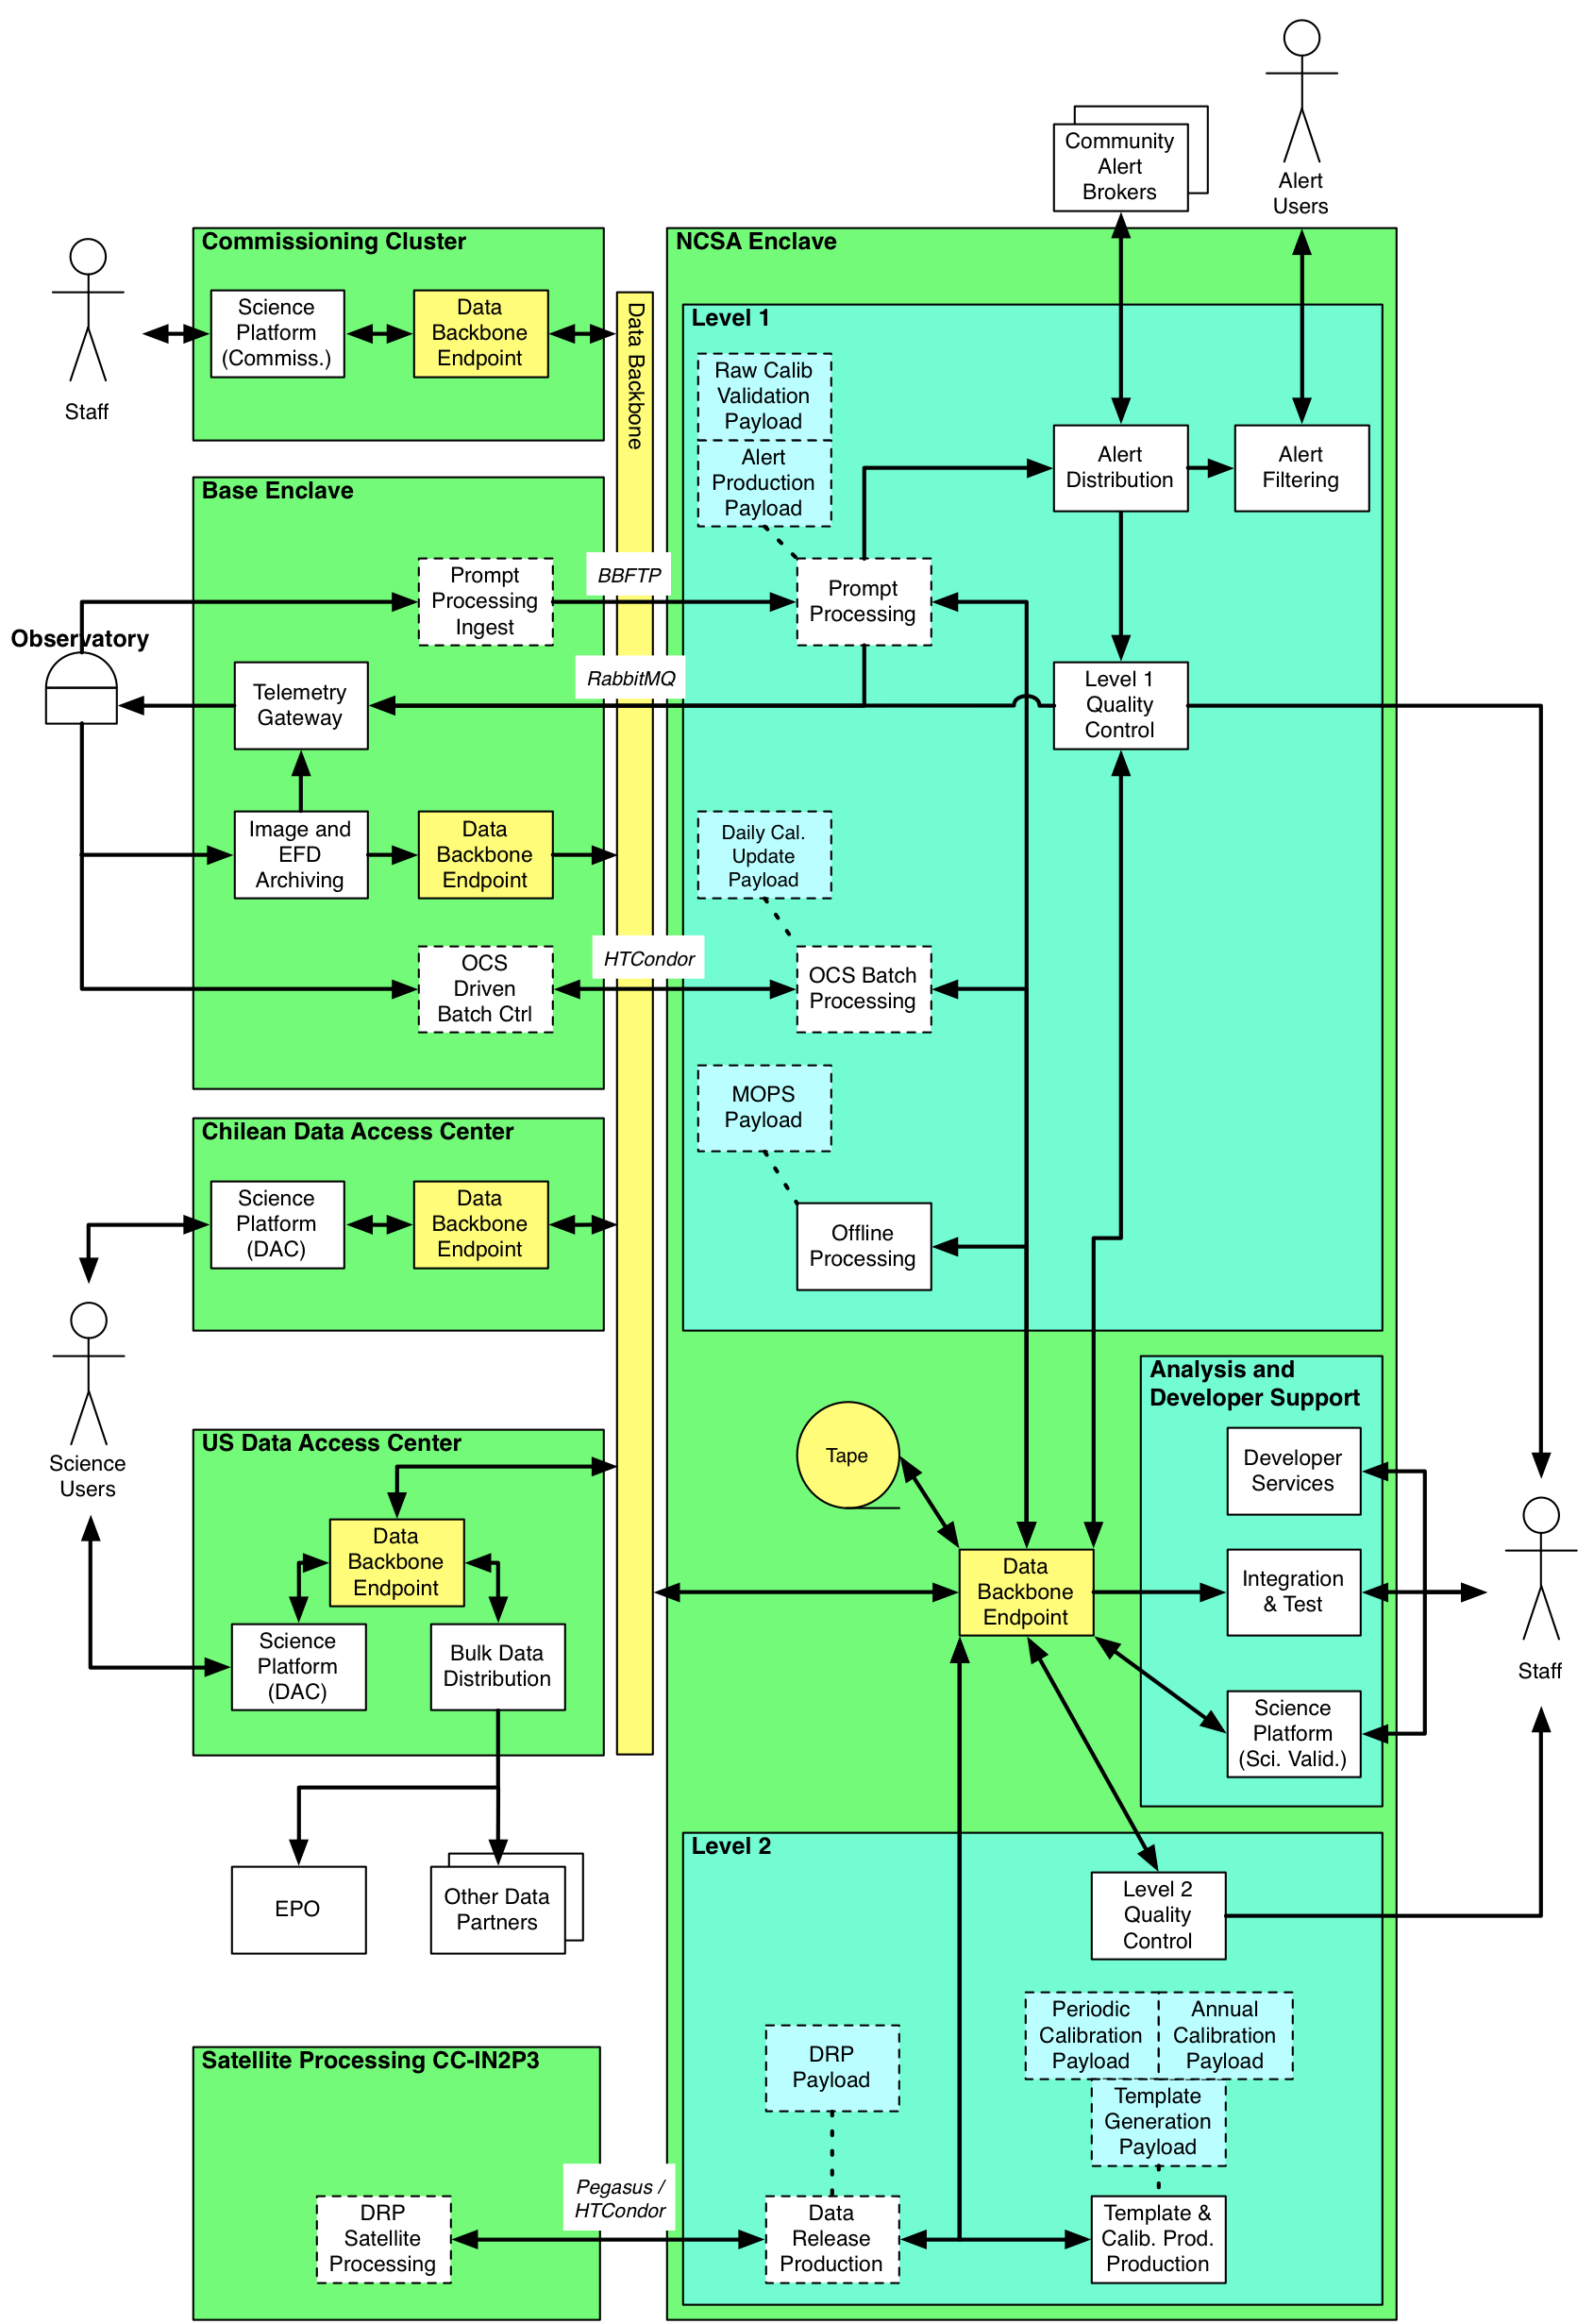 Alert
Users
Community
Alert
Brokers
Staff
Commissioning Cluster
Science
Platform
(Commiss.)
Data
Backbone
Endpoint
Data Backbone
NCSA Enclave
Level 1
Raw Calib
Validation
Payload
Alert
Production
Payload
Alert
Distribution
Alert
Filtering
Base Enclave
Prompt
Processing
Ingest
BBFTP
Prompt
Processing
Observatory
Telemetry
Gateway
RabbitMQ
Level 1
Quality
Control
Image and
EFD
Archiving
Data
Backbone
Endpoint
Daily Cal.
Update
Payload
OCS
Driven
Batch Ctrl
HTCondor
OCS Batch
Processing
MOPS
Payload
Offline
Processing
Chilean Data Access Center
Science
Platform
(DAC)
Data
Backbone
Endpoint
Science
Users
US Data Access Center
Data
Backbone
Endpoint
Science
Platform
(DAC)
Bulk Data
Distribution
EPO
Other Data
Partners
Tape
Data
Backbone
Endpoint
Analysis and
Developer Support
Developer
Services
Integration
& Test
Science
Platform
(Sci. Valid.)
Staff
Level 2
Level 2
Quality
Control
Periodic
Calibration
Payload
Annual
Calibration
Payload
Template
Generation
Payload
DRP
Payload
Satellite Processing CC-IN2P3
DRP
Satellite
Processing
Pegasus /
HTCondor
Data
Release
Production
Template &
Calib. Prod.
Production